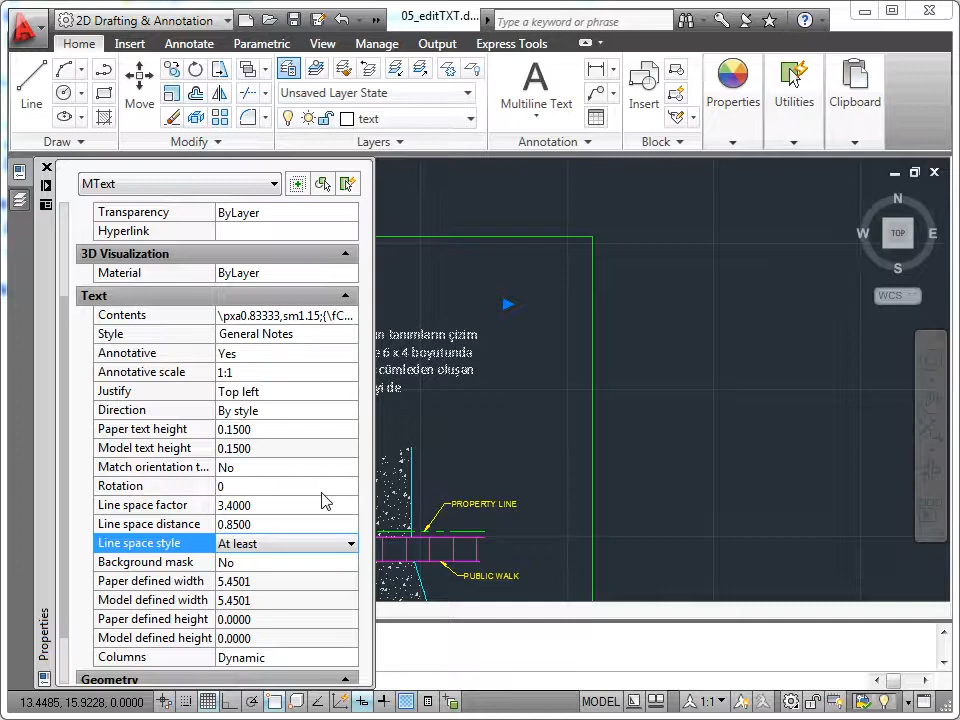 2D Drafting & Annotation
05_editTXT.d...
Type a keyword or phrase
Home Insert Annotate Parametric View Manage Output Express Tools
Line
Move
Unsaved Layer State
text
Multiline Text
Insert
Properties
Utilities
Clipboard
Draw Modify Layers Annotation Block
MText
Transparency ByLayer
Hyperlink
3D Visualization
Material ByLayer
Text
Contents \pxa0.83333,sm1.15;{\fC...
Style General Notes
Annotative Yes
Annotative scale 1:1
Justify Top left
Direction By style
Paper text height 0.1500
Model text height 0.1500
Match orientation t... No
Rotation 0
Line space factor 3.4000
Line space distance 0.8500
Line space style At least
Background mask No
Paper defined width 5.4501
Model defined width 5.4501
Paper defined height 0.0000
Model defined height 0.0000
Columns Dynamic
Geometry
Properties
N
W TOP E
S
WCS
n tanımların çizim
e 6 x 4 boyutunda
cümleden oluşan
yi de
PROPERTY LINE
PUBLIC WALK
13.4485, 15.9228, 0.0000
MODEL
1:1